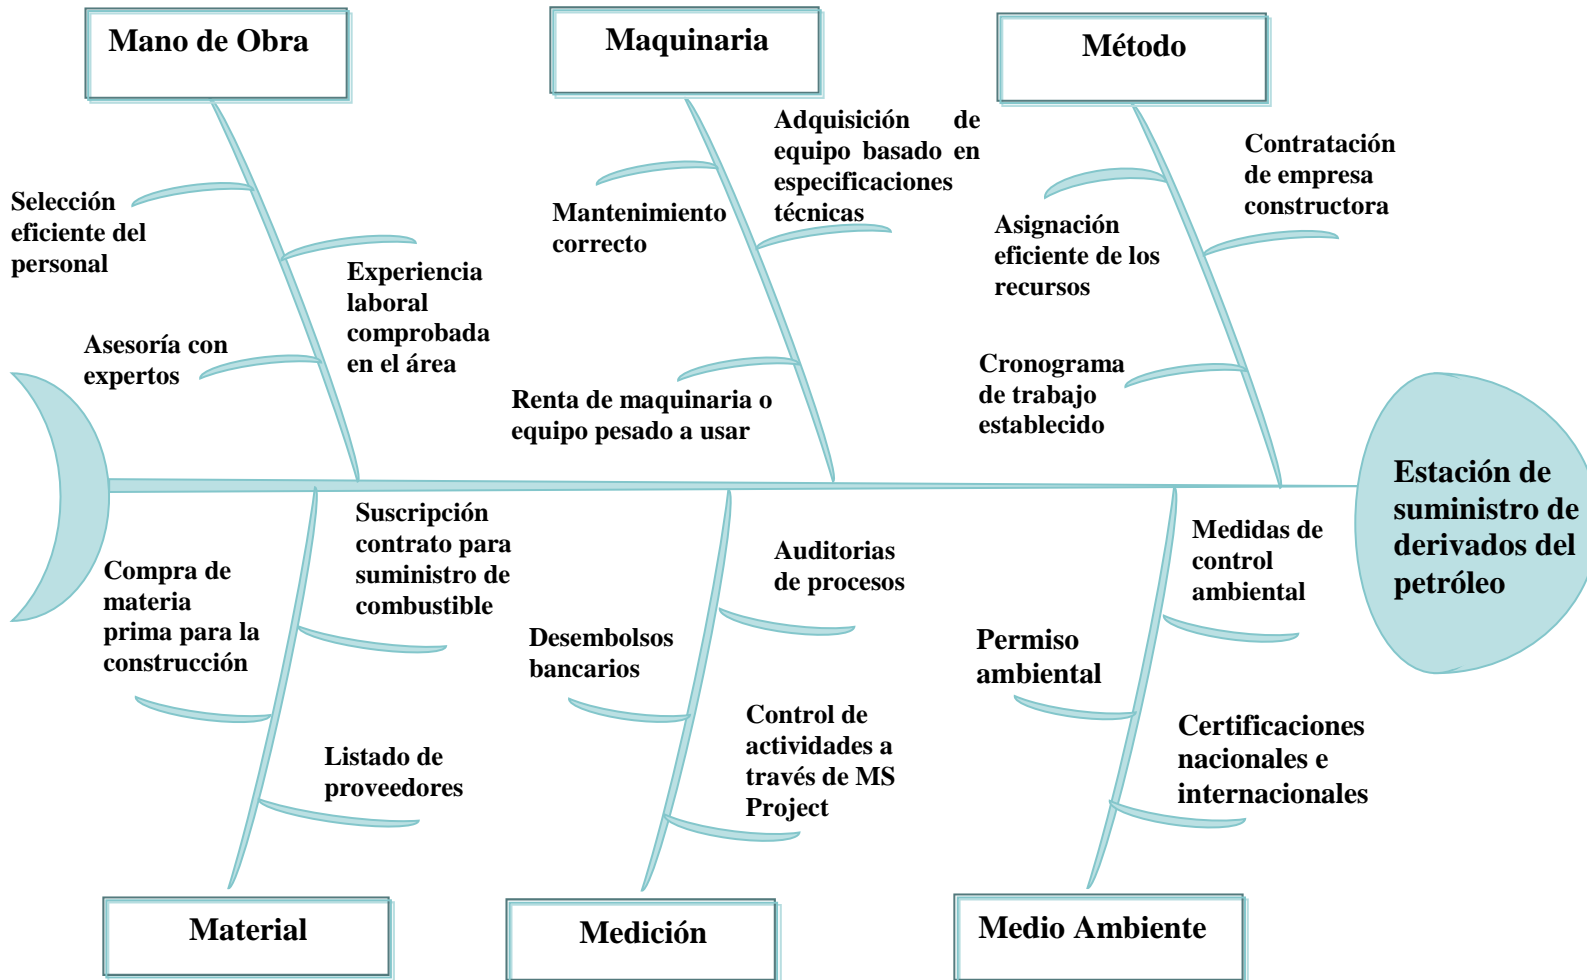 Mano de Obra
Maquinaria
Método
Selección
eficiente del
personal
Experiencia
laboral
comprobada
en el área
Asesoría con
expertos
Mantenimiento
correcto
Adquisición de
equipo basado en
especificaciones
técnicas
Renta de maquinaria o
equipo pesado a usar
Asignación
eficiente de los
recursos
Contratación
de empresa
constructora
Cronograma
de trabajo
establecido
Estación de
suministro de
derivados del
petróleo
Compra de
materia
prima para la
construcción
Suscripción
contrato para
suministro de
combustible
Listado de
proveedores
Desembolsos
bancarios
Auditorias
de procesos
Control de
actividades a
través de MS
Project
Permiso
ambiental
Medidas de
control
ambiental
Certificaciones
nacionales e
internacionales
Material
Medición
Medio Ambiente